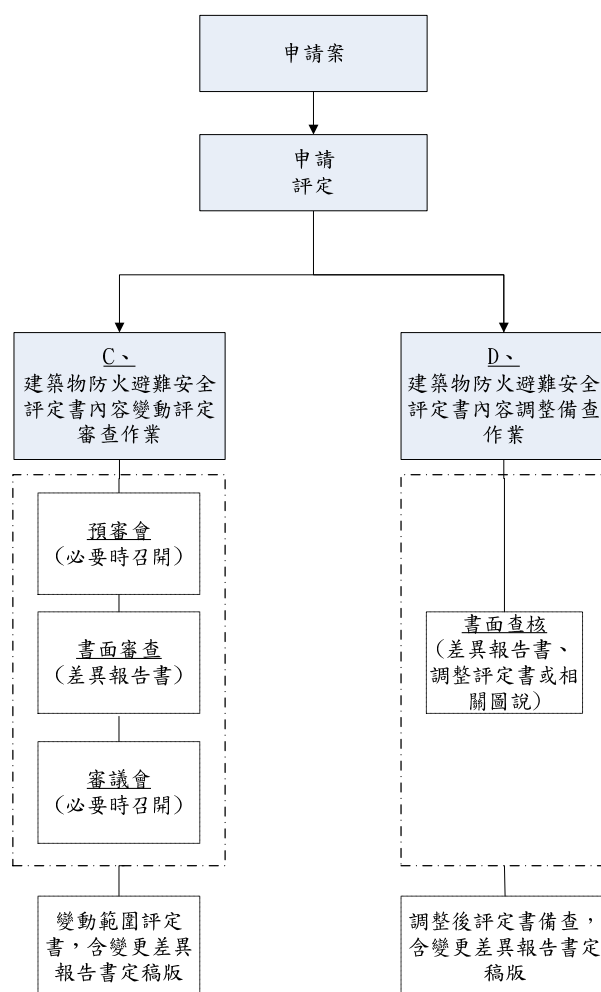 申請案
申請
評定
C、
建築物防火避難安全
評定書內容變動評定
審查作業
預審會
(必要時召開)
書面審查
(差異報告書)
審議會
(必要時召開)
變動範圍評定
書，含變更差異
報告書定稿版
D、
建築物防火避難安全
評定書內容調整備查
作業
書面查核
(差異報告書、
調整評定書或相
關圖說)
調整後評定書備查，
含變更差異報告書定
稿版